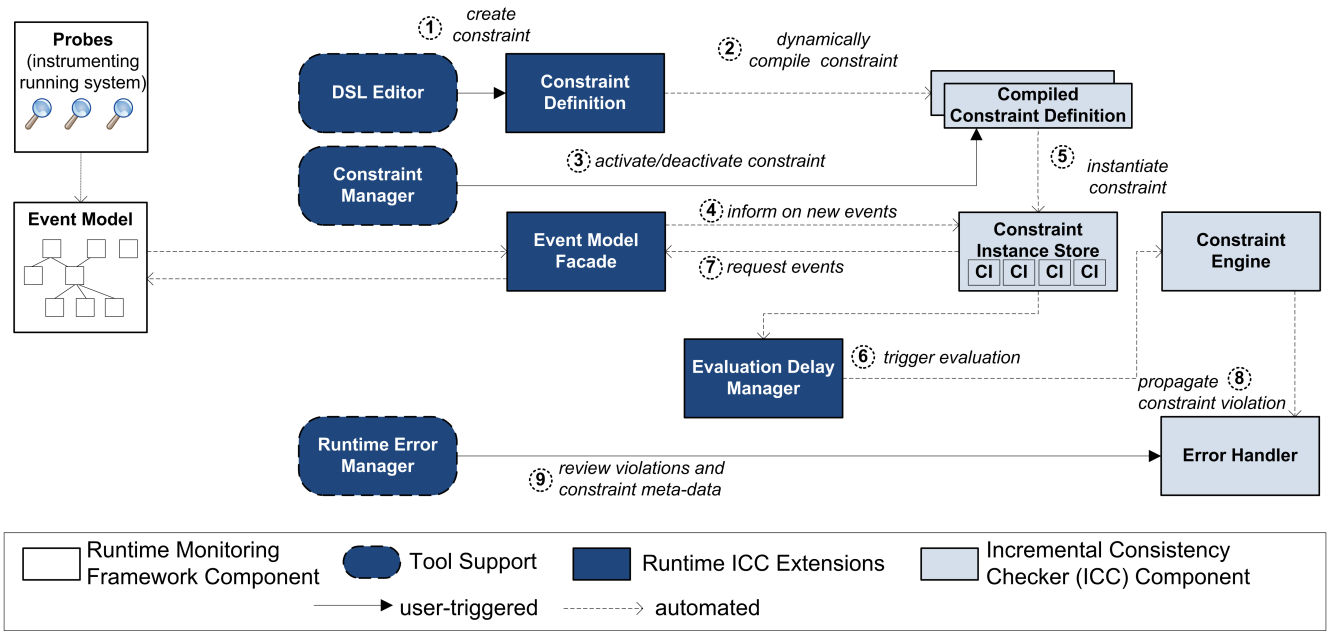 Probes
(instrumenting
running system)
1
create
constraint
DSL Editor
Constraint
Definition
2
dynamically
compile constraint
Compiled
Constraint Definition
Constraint
Manager
3
activate/deactivate constraint
5
instantiate
constraint
Event Model
Event Model
Facade
4
inform on new events
7
request events
Constraint
Instance Store
CI CI CI CI
Constraint
Engine
Evaluation Delay
Manager
6
trigger evaluation
propagate
constraint violation
8
Runtime Error
Manager
9
review violations and
constraint meta-data
Error Handler
Runtime Monitoring
Framework Component
Tool Support
Runtime ICC Extensions
Incremental Consistency
Checker (ICC) Component
user-triggered
automated